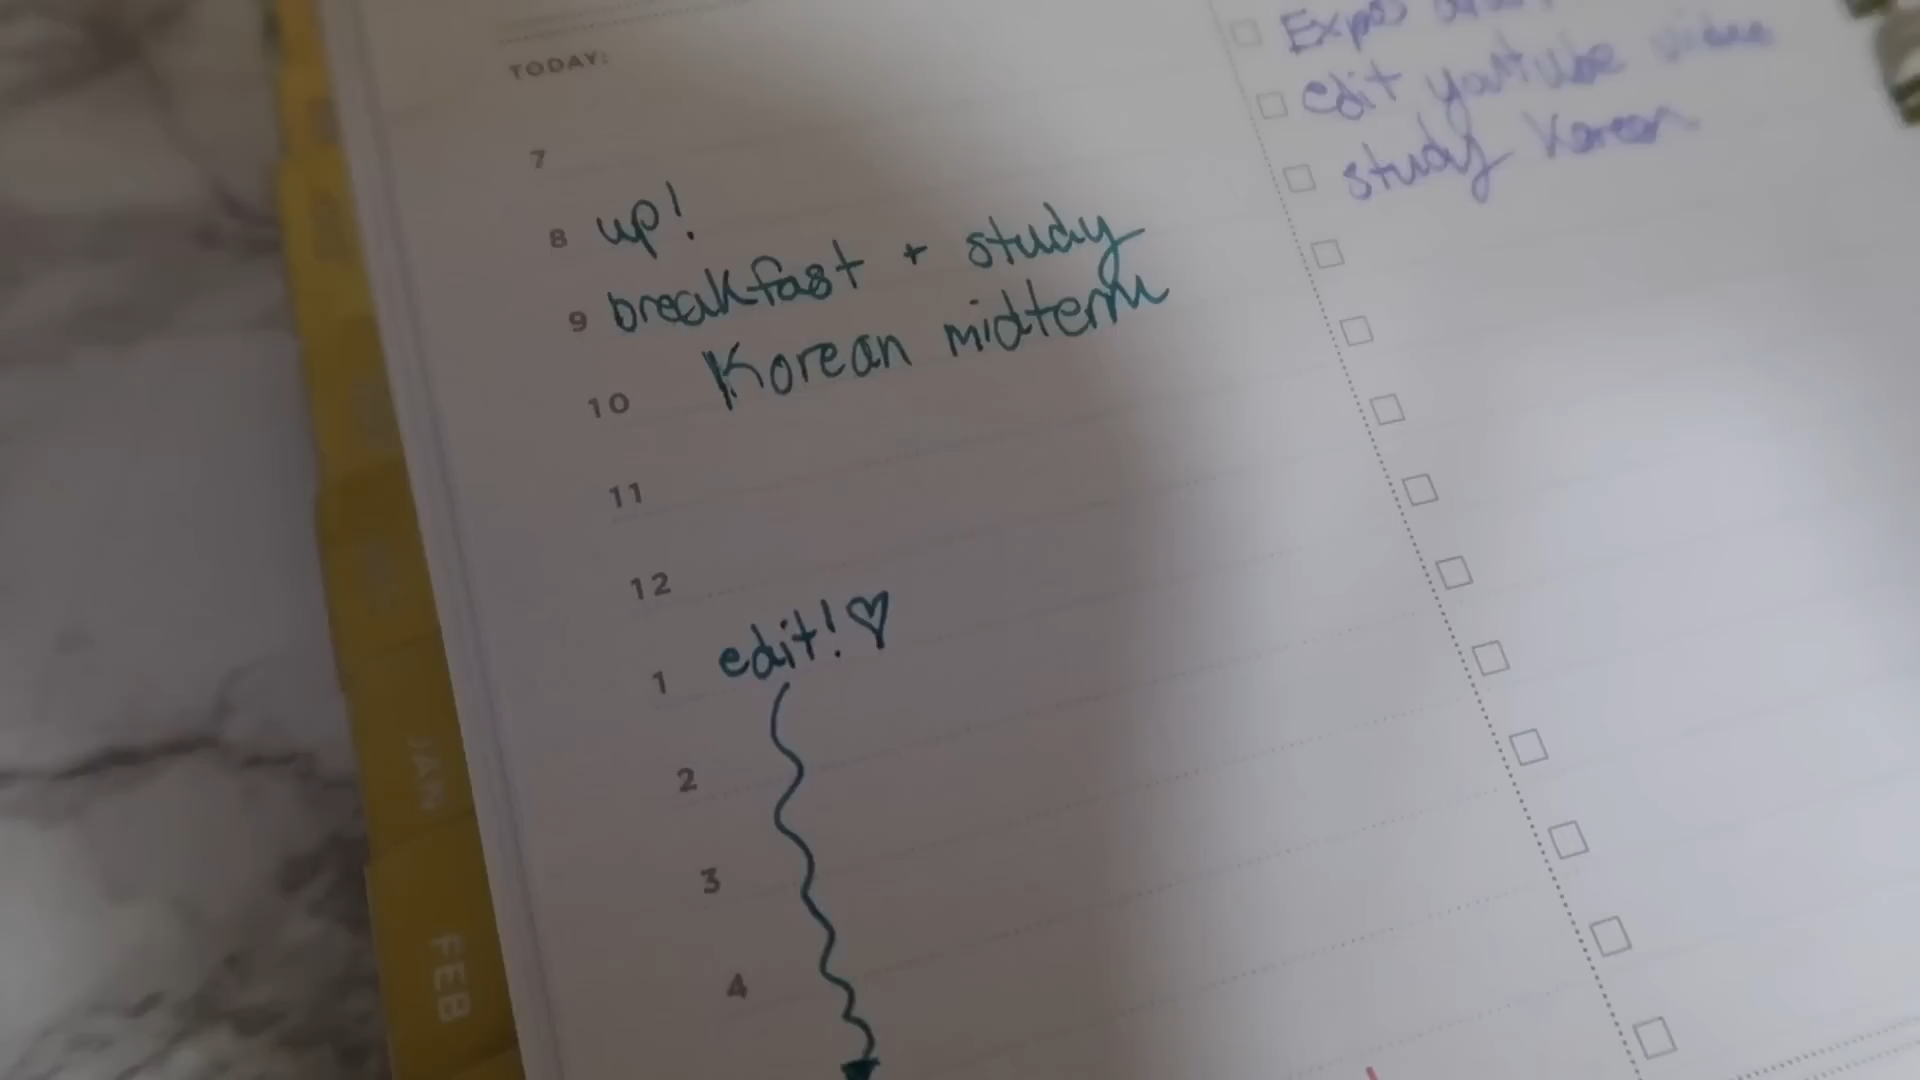 TODAY:
7
8 up!
9 breakfast + study
Korean midterm
10
11
12
1 edit! ♡
2
3
4
edit youtube video
study Korean
JAN
FEB